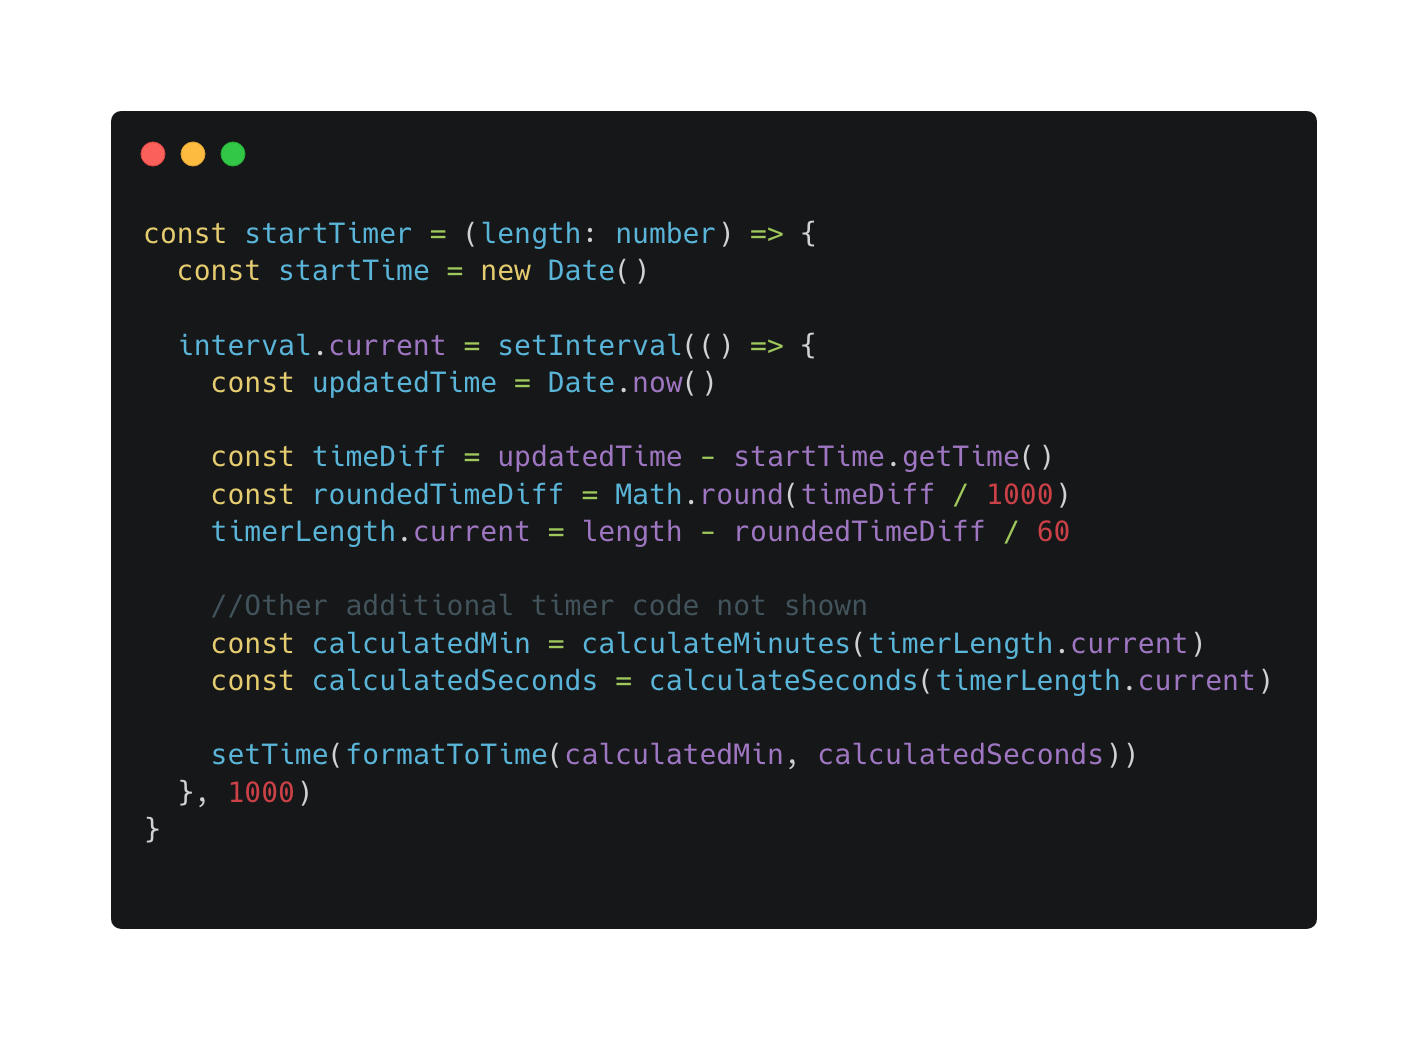 const startTimer = (length: number) => {
  const startTime = new Date()

  interval.current = setInterval(() => {
    const updatedTime = Date.now()

    const timeDiff = updatedTime - startTime.getTime()
    const roundedTimeDiff = Math.round(timeDiff / 1000)
    timerLength.current = length - roundedTimeDiff / 60

    //Other additional timer code not shown
    const calculatedMin = calculateMinutes(timerLength.current)
    const calculatedSeconds = calculateSeconds(timerLength.current)

    setTime(formatToTime(calculatedMin, calculatedSeconds))
  }, 1000)
}